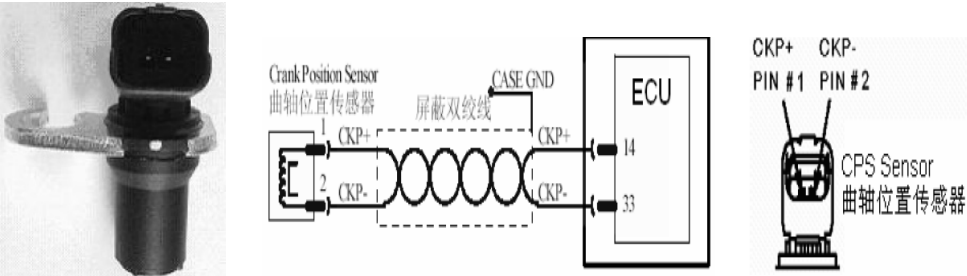 Crank Position Sensor
曲轴位置传感器
1
CKP+
2
CKP-
屏蔽双绞线
CASE GND
CKP+
CKP-
ECU
14
33
CKP+ CKP-
PIN #1 PIN #2
CPS Sensor
曲轴位置传感器